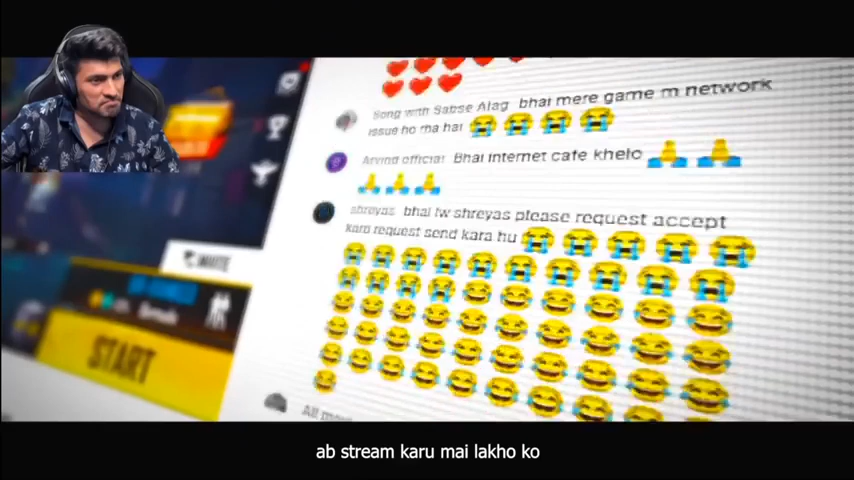 Song with Sabse Alag bhai mere game m network
issue ho rha hai 😭😭😭😭
Arvind official Bhai internet cafe khelo 🙏🙏
🙏🙏🙏
shreyas bhai fw shreyas please request accept
karo request send kara hu 😭😭😭😭😭
INVITE
START
ab stream karu mai lakho ko